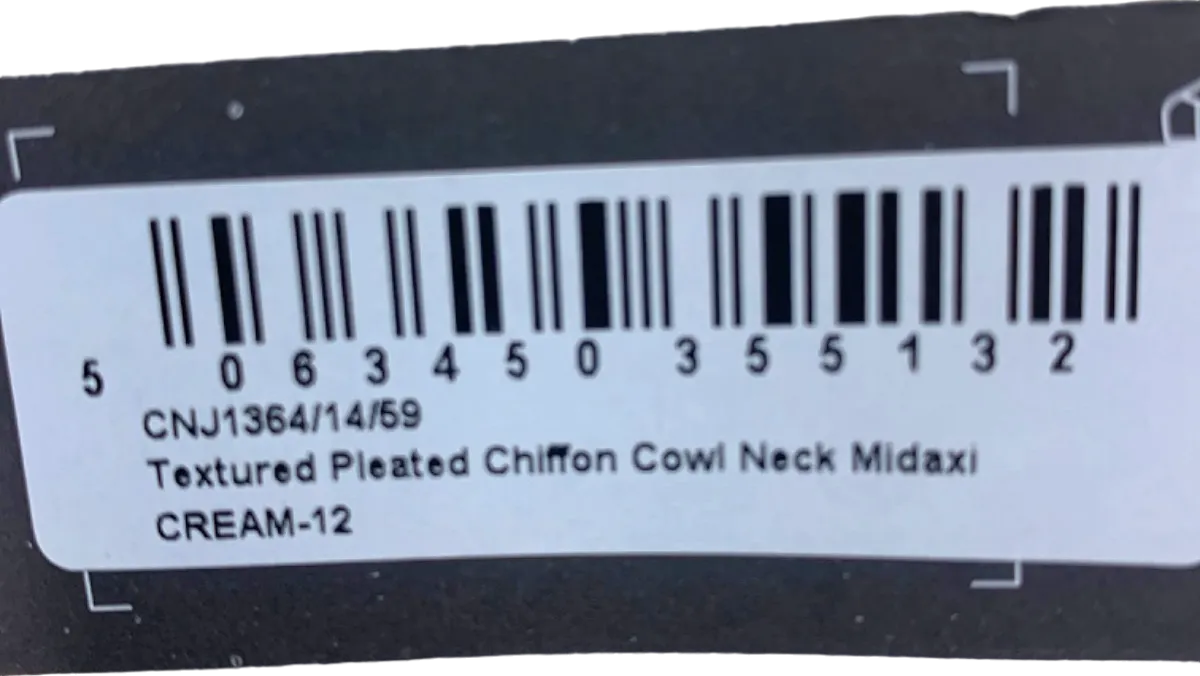 5 063450 355132
CNJ1364/14/59
Textured Pleated Chiffon Cowl Neck Midaxi
CREAM-12